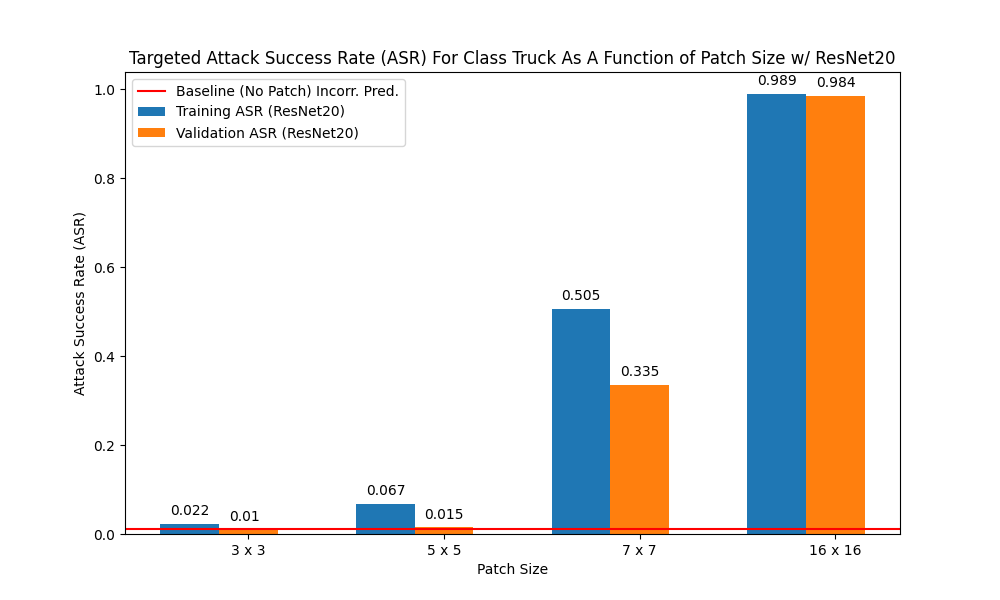 Targeted Attack Success Rate (ASR) For Class Truck As A Function of Patch Size w/ ResNet20
Baseline (No Patch) Incorr. Pred.
Training ASR (ResNet20)
Validation ASR (ResNet20)
Attack Success Rate (ASR)
1.0
0.8
0.6
0.4
0.2
0.0
0.022
0.01
0.067
0.015
0.505
0.335
0.989
0.984
3 x 3
5 x 5
7 x 7
16 x 16
Patch Size